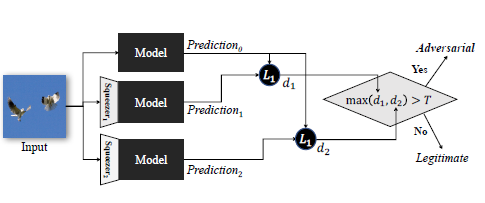 Model
Prediction₀
Adversarial
L₁
d₁
Yes
Squeezer₁
Model
Prediction₁
max(d₁, d₂) > T
Input
Squeezer₂
Model
Prediction₂
L₁
d₂
No
Legitimate